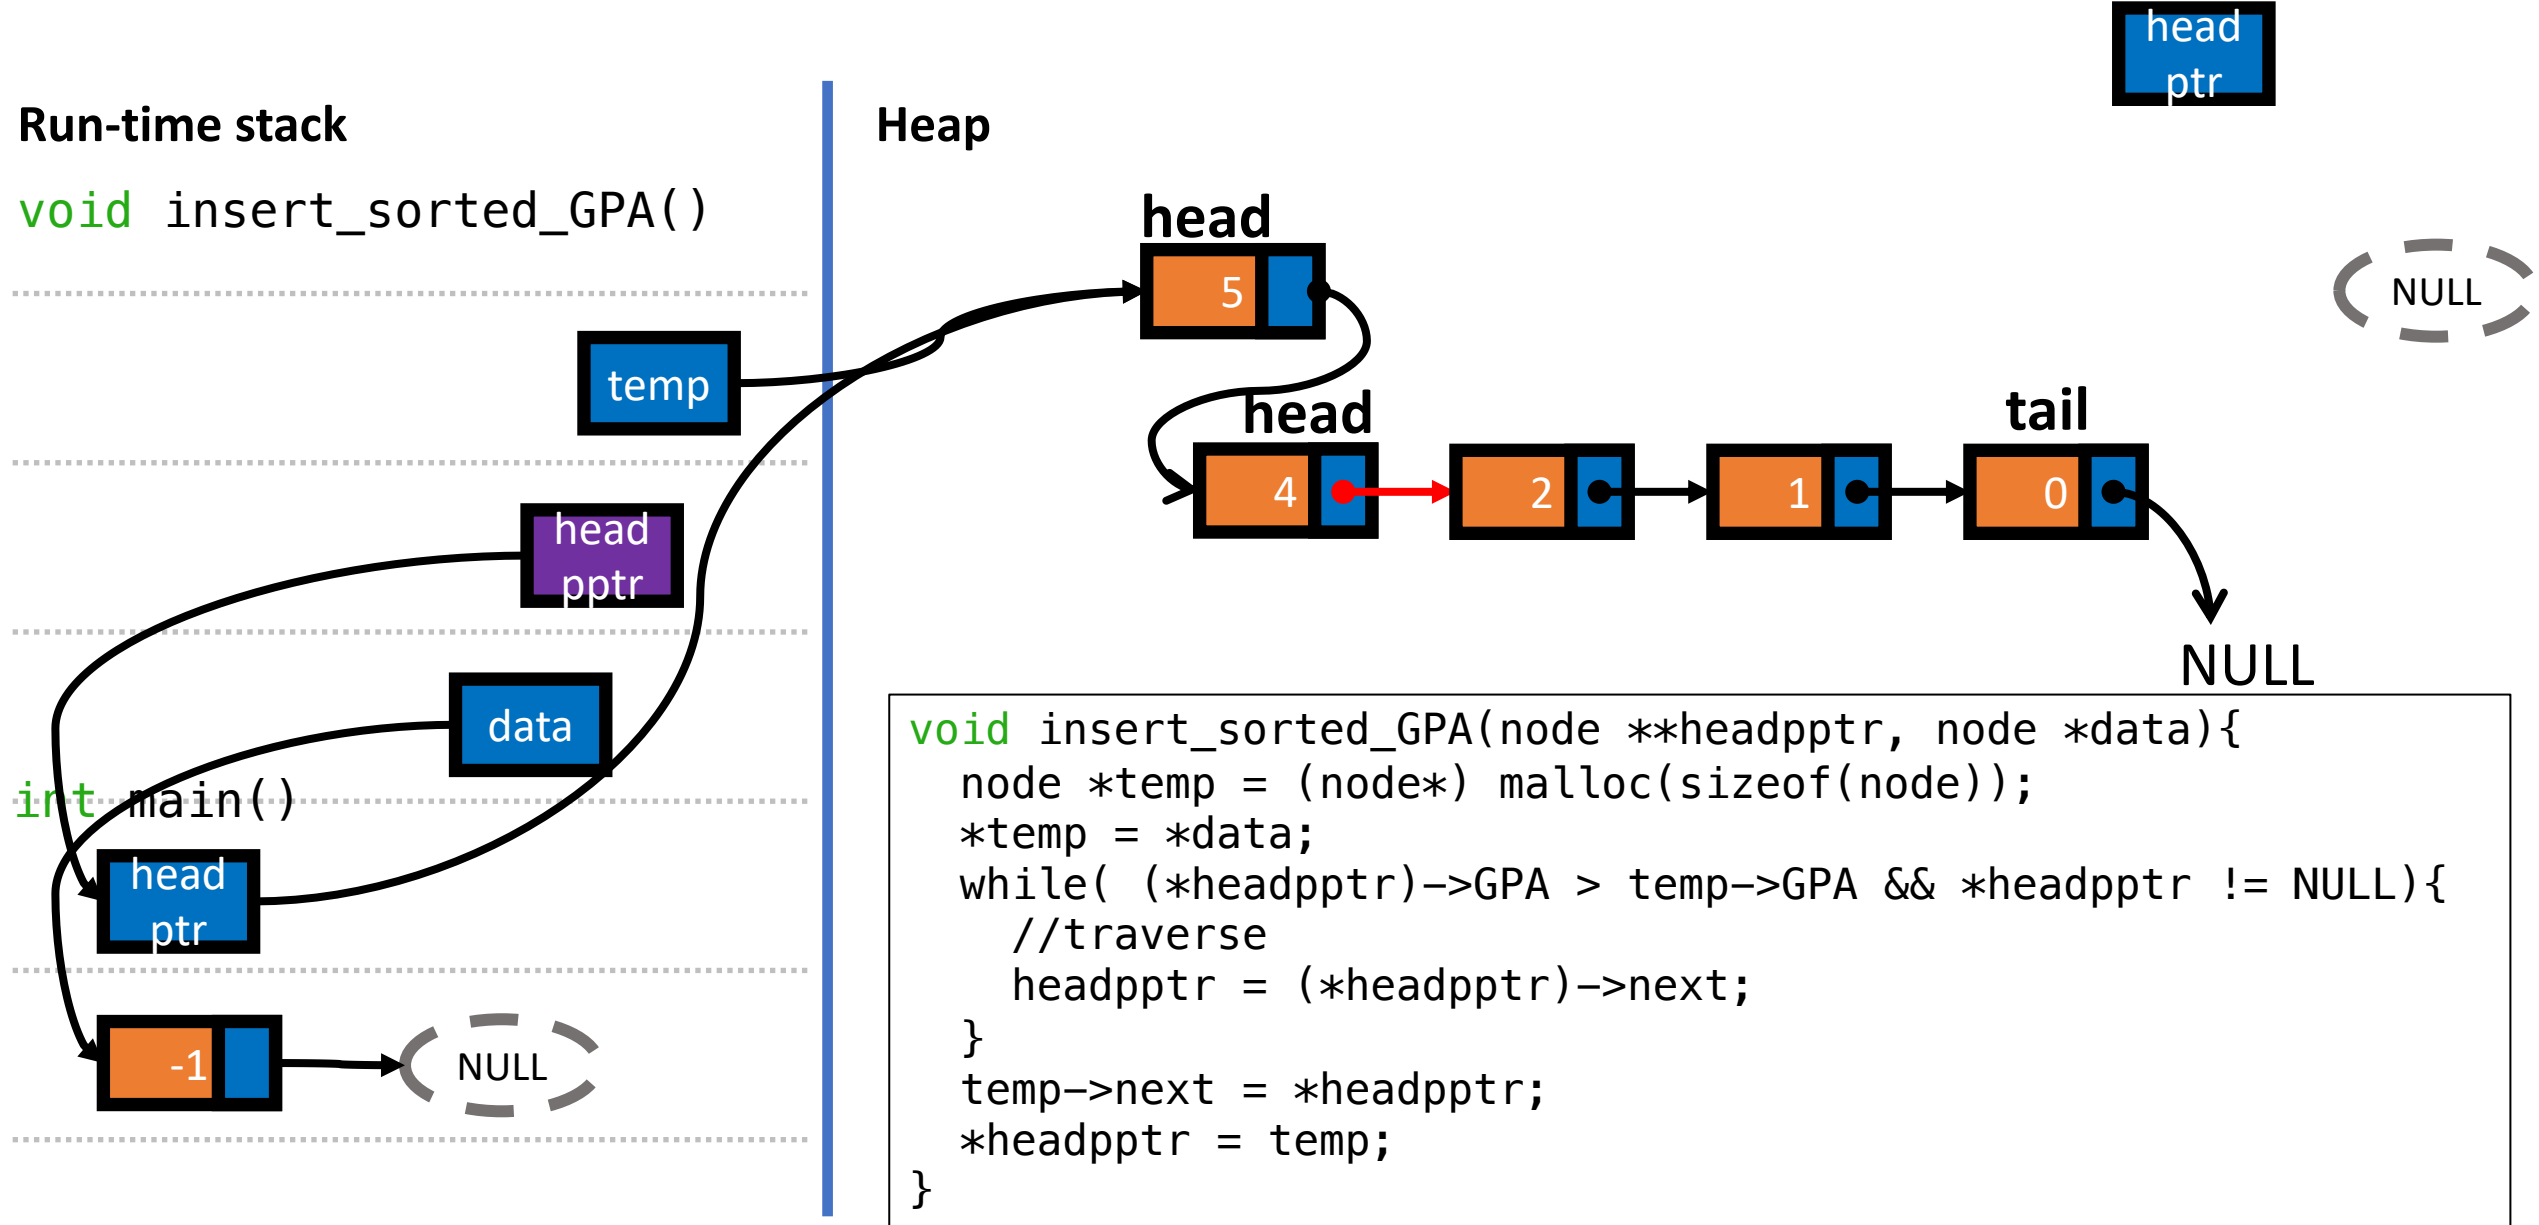 head
ptr
Run-time stack
Heap
void insert_sorted_GPA()
head
5
NULL
temp
head
tail
4
2
1
0
head
pptr
NULL
data
int main()
head
ptr
-1
NULL
void insert_sorted_GPA(node **headpptr, node *data){
node *temp = (node*) malloc(sizeof(node));
*temp = *data;
while( (*headpptr)->GPA > temp->GPA && *headpptr != NULL){
//traverse
headpptr = (*headpptr)->next;
}
temp->next = *headpptr;
*headpptr = temp;
}